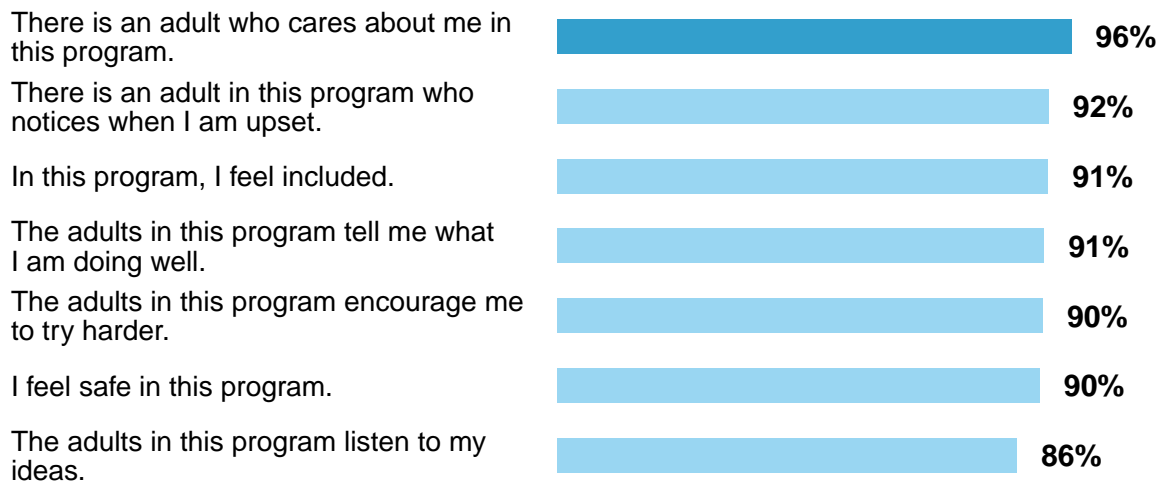 There is an adult who cares about me in
this program.
96%
There is an adult in this program who
notices when I am upset.
92%
In this program, I feel included.
91%
The adults in this program tell me what
I am doing well.
91%
The adults in this program encourage me
to try harder.
90%
I feel safe in this program.
90%
The adults in this program listen to my
ideas.
86%